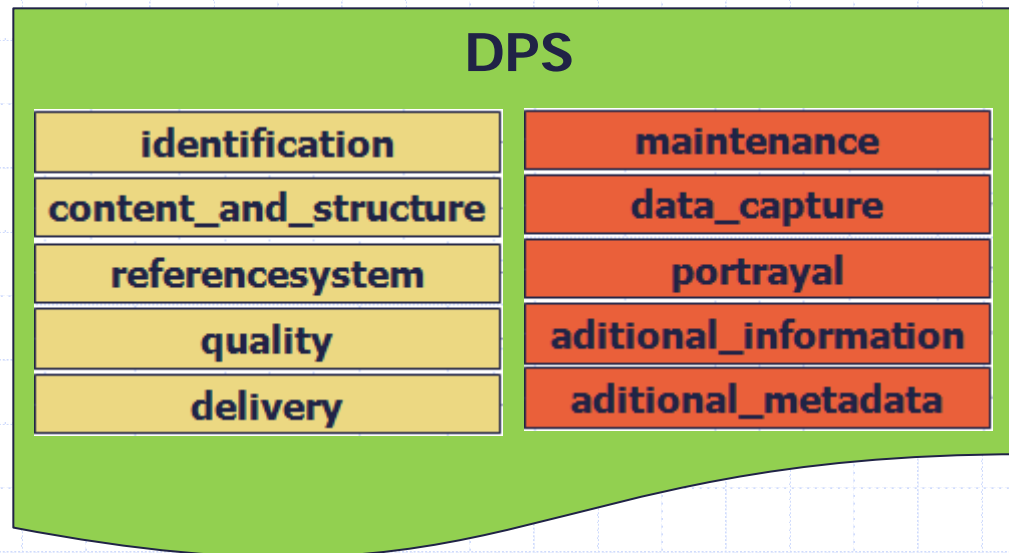 DPS
identification
content_and_structure
referencesystem
quality
delivery
maintenance
data_capture
portrayal
aditional_information
aditional_metadata